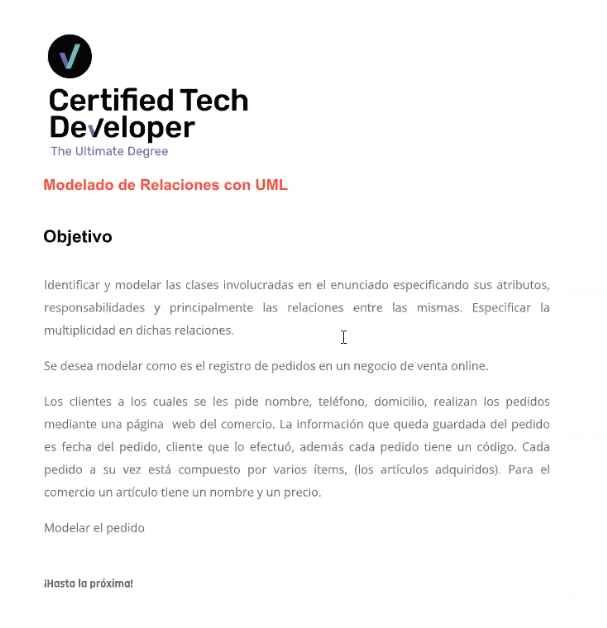 Certified Tech
Developer
The Ultimate Degree
Modelado de Relaciones con UML
Objetivo
Identificar y modelar las clases involucradas en el enunciado especificando sus atributos,
responsabilidades y principalmente las relaciones entre las mismas. Especificar la
multiplicidad en dichas relaciones.
Se desea modelar como es el registro de pedidos en un negocio de venta online.
Los clientes a los cuales se les pide nombre, teléfono, domicilio, realizan los pedidos
mediante una página web del comercio. La información que queda guardada del pedido
es fecha del pedido, cliente que lo efectuó, además cada pedido tiene un código. Cada
pedido a su vez está compuesto por varios ítems, (los artículos adquiridos). Para el
comercio un artículo tiene un nombre y un precio.
Modelar el pedido
¡Hasta la próxima!